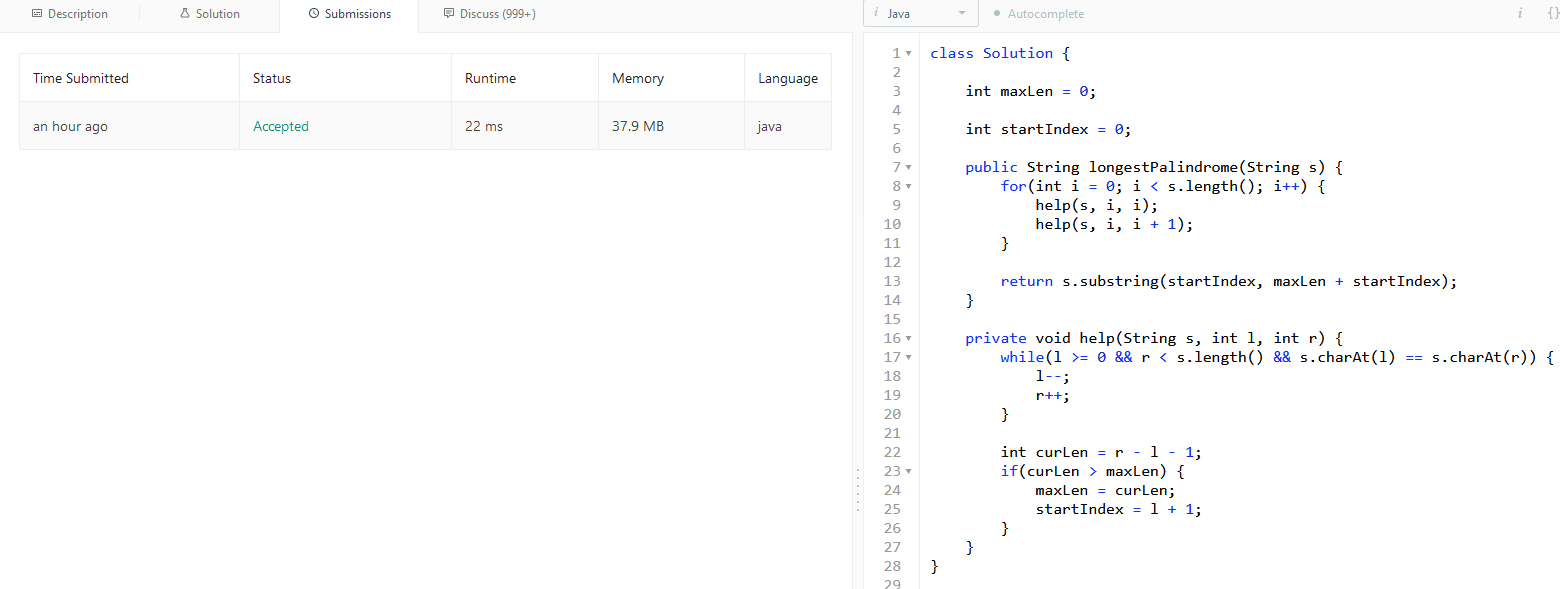 Description Solution Submissions Discuss (999+)
Time Submitted Status Runtime Memory Language
an hour ago Accepted 22 ms 37.9 MB java
i Java Autocomplete i {}
1 class Solution {
2
3 int maxLen = 0;
4
5 int startIndex = 0;
6
7 public String longestPalindrome(String s) {
8 for(int i = 0; i < s.length(); i++) {
9 help(s, i, i);
10 help(s, i, i + 1);
11 }
12
13 return s.substring(startIndex, maxLen + startIndex);
14 }
15
16 private void help(String s, int l, int r) {
17 while(l >= 0 && r < s.length() && s.charAt(l) == s.charAt(r)) {
18 l--;
19 r++;
20 }
21
22 int curLen = r - l - 1;
23 if(curLen > maxLen) {
24 maxLen = curLen;
25 startIndex = l + 1;
26 }
27 }
28 }
29